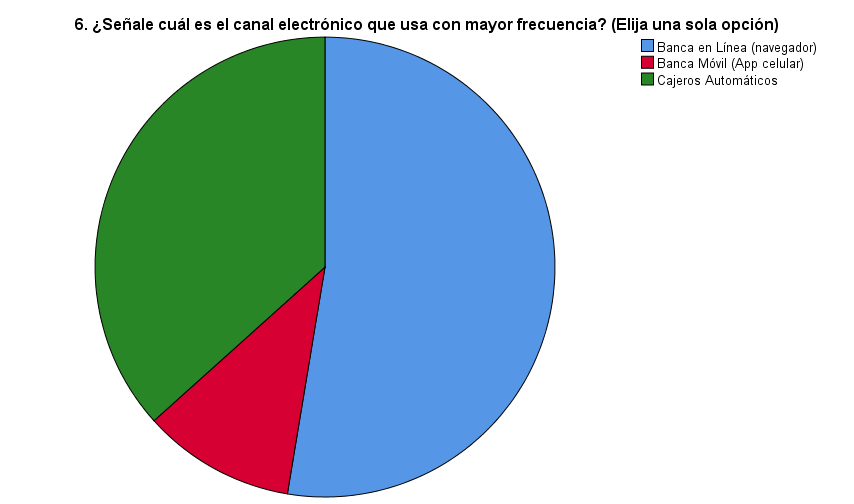 6. ¿Señale cuál es el canal electrónico que usa con mayor frecuencia? (Elija una sola opción)
Banca en Línea (navegador)
Banca Móvil (App celular)
Cajeros Automáticos